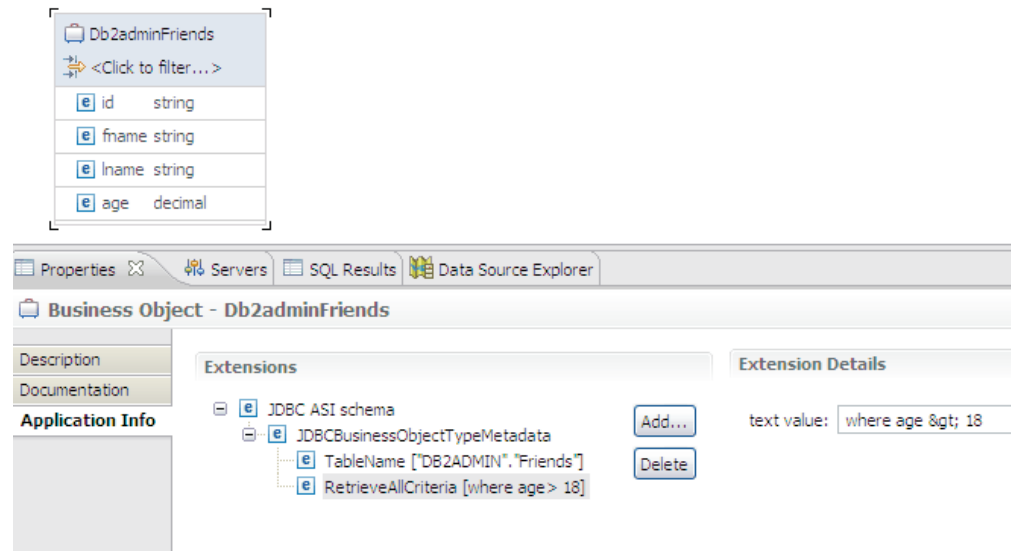 Db2adminFriends
<Click to filter...>
e id string
e fname string
e lname string
e age decimal
Properties Servers SQL Results Data Source Explorer
Business Object - Db2adminFriends
Description
Documentation
Application Info
Extensions
e JDBC ASI schema
e JDBCBusinessObjectTypeMetadata
e TableName ["DB2ADMIN"."Friends"]
e RetrieveAllCriteria [where age> 18]
Add...
Delete
Extension Details
text value: where age &gt; 18